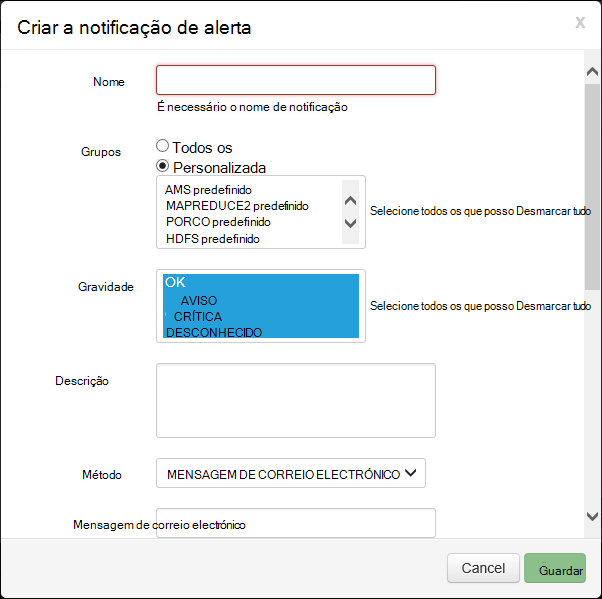 Criar a notificação de alerta
x
Nome
É necessário o nome de notificação
Grupos
Todos os
Personalizada
AMS predefinido
MAPREDUCE2 predefinido
PORCO predefinido
HDFS predefinido
Selecione todos os que posso Desmarcar tudo
Gravidade
OK
AVISO
CRÍTICA
DESCONHECIDO
Selecione todos os que posso Desmarcar tudo
Descrição
Método
MENSAGEM DE CORREIO ELECTRÓNICO
Mensagem de correio electrónico
Cancel
Guardar